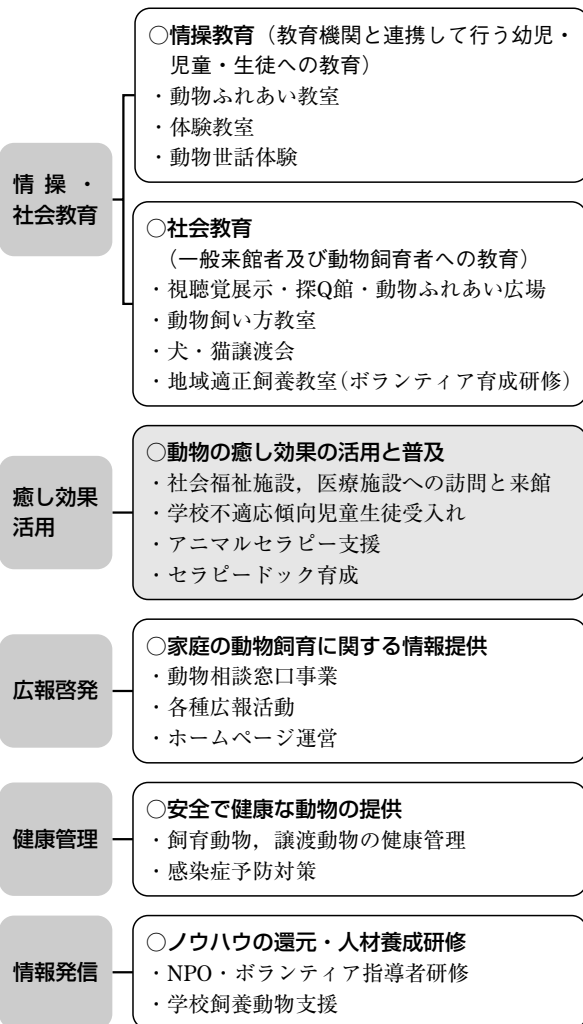 情操・
社会教育
○情操教育（教育機関と連携して行う幼児・
児童・生徒への教育）
・動物ふれあい教室
・体験教室
・動物世話体験
○社会教育
（一般来館者及び動物飼育者への教育）
・視聴覚展示・探Q館・動物ふれあい広場
・動物飼い方教室
・犬・猫譲渡会
・地域適正飼養教室（ボランティア育成研修）
癒し効果
活用
○動物の癒し効果の活用と普及
・社会福祉施設，医療施設への訪問と来館
・学校不適応傾向児童生徒受入れ
・アニマルセラピー支援
・セラピードック育成
広報啓発
○家庭の動物飼育に関する情報提供
・動物相談窓口事業
・各種広報活動
・ホームページ運営
健康管理
○安全で健康な動物の提供
・飼育動物，譲渡動物の健康管理
・感染症予防対策
情報発信
○ノウハウの還元・人材養成研修
・NPO・ボランティア指導者研修
・学校飼養動物支援